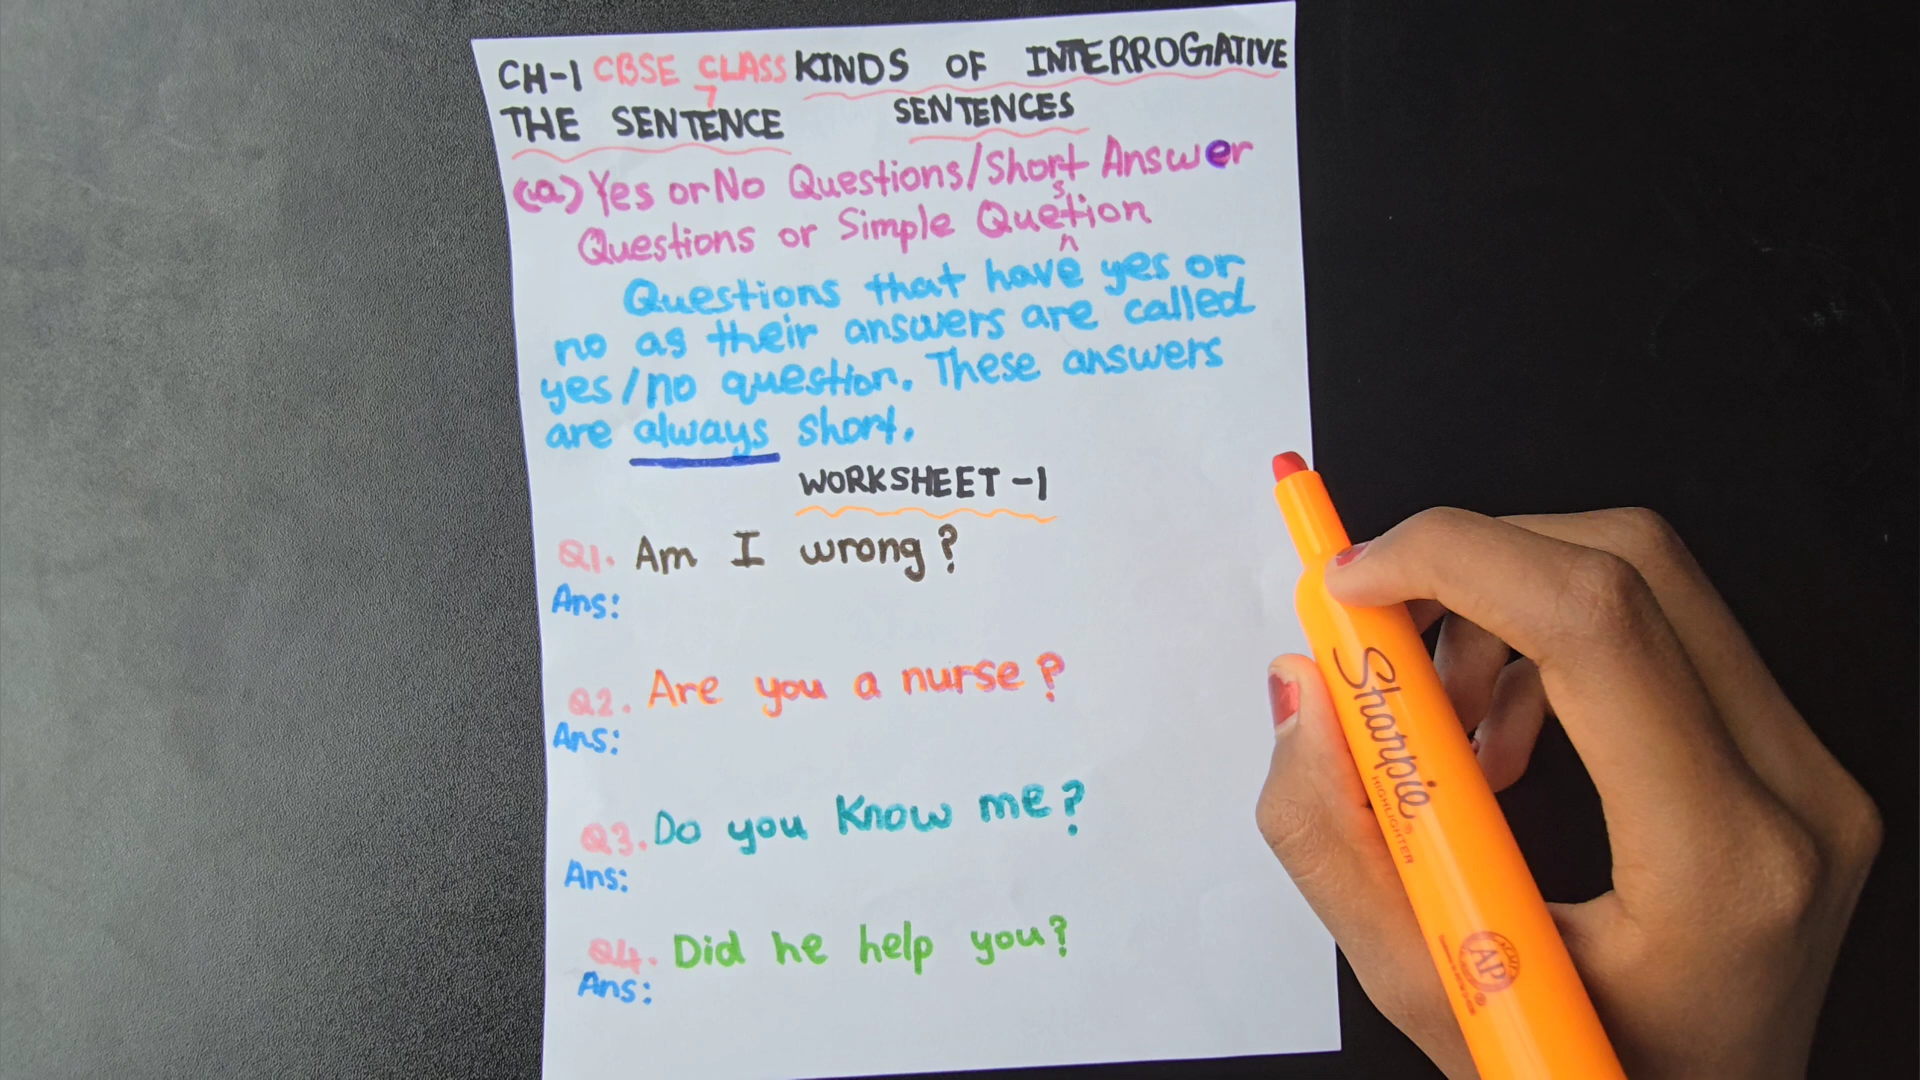 CH-1 CBSE CLASS 7
THE SENTENCE
KINDS OF INTERROGATIVE
SENTENCES
(a) Yes or No Questions/Short Answer
Questions or Simple Question
Questions that have yes or
no as their answers are called
yes/no question. These answers
are always short.
WORKSHEET-1
Q1. Am I wrong?
Ans:
Q2. Are you a nurse?
Ans:
Q3. Do you know me?
Ans:
Q4. Did he help you?
Ans:
Sharpie
HIGHLIGHTER
AP